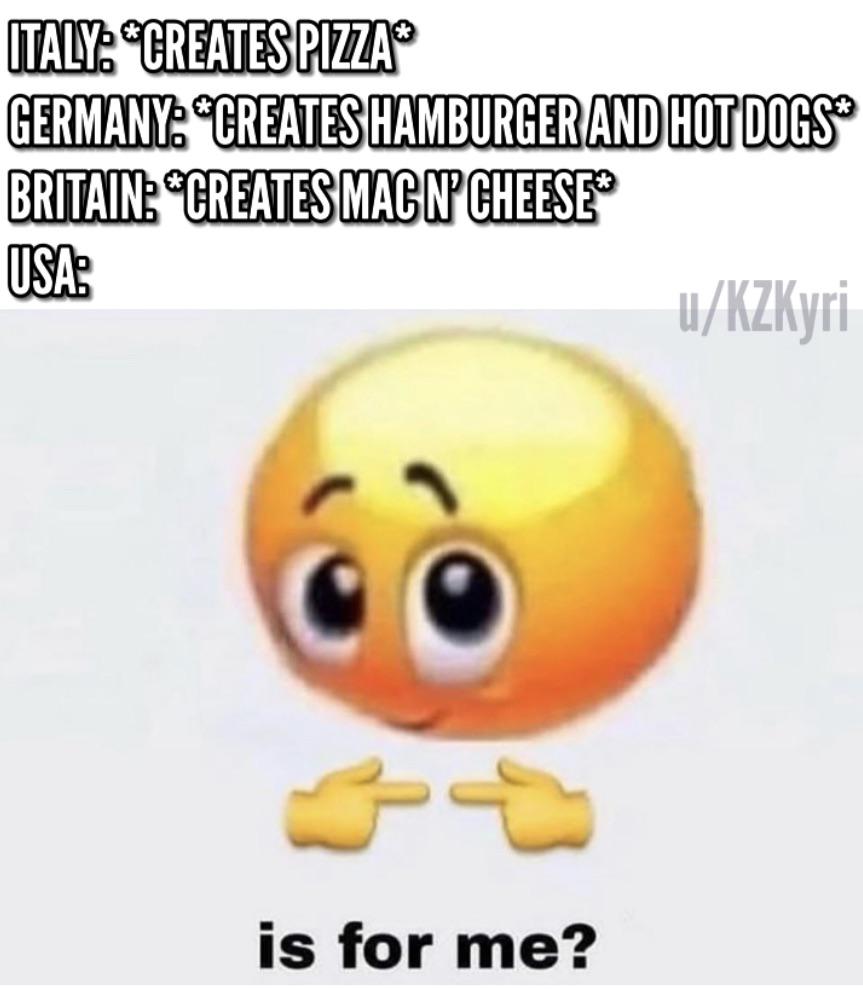 ITALY: *CREATES PIZZA*
GERMANY: *CREATES HAMBURGER AND HOT DOGS*
BRITAIN: *CREATES MAC N' CHEESE*
USA:
u/KZKyri
is for me?